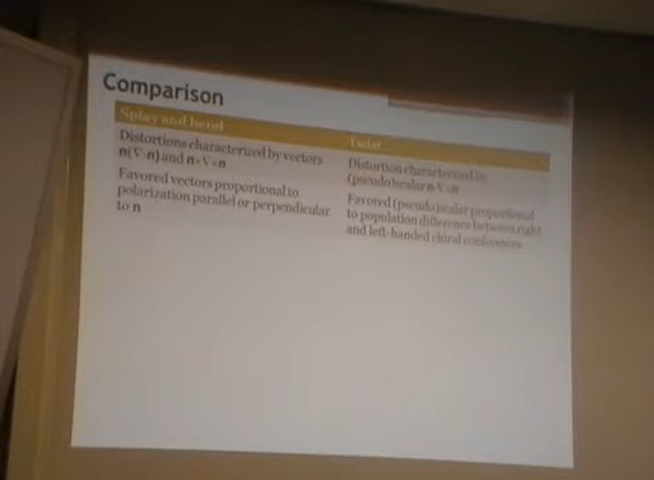 Comparison
Splay and bend
Twist
Distortions characterized by vectors
n(∇·n) and n×∇×n
Distortion characterized by
(pseudo)scalar n·∇×n
Favored vectors proportional to
polarization parallel or perpendicular
to n
Favored (pseudo)scalar proportional
to population difference between right
and left-handed chiral conformers